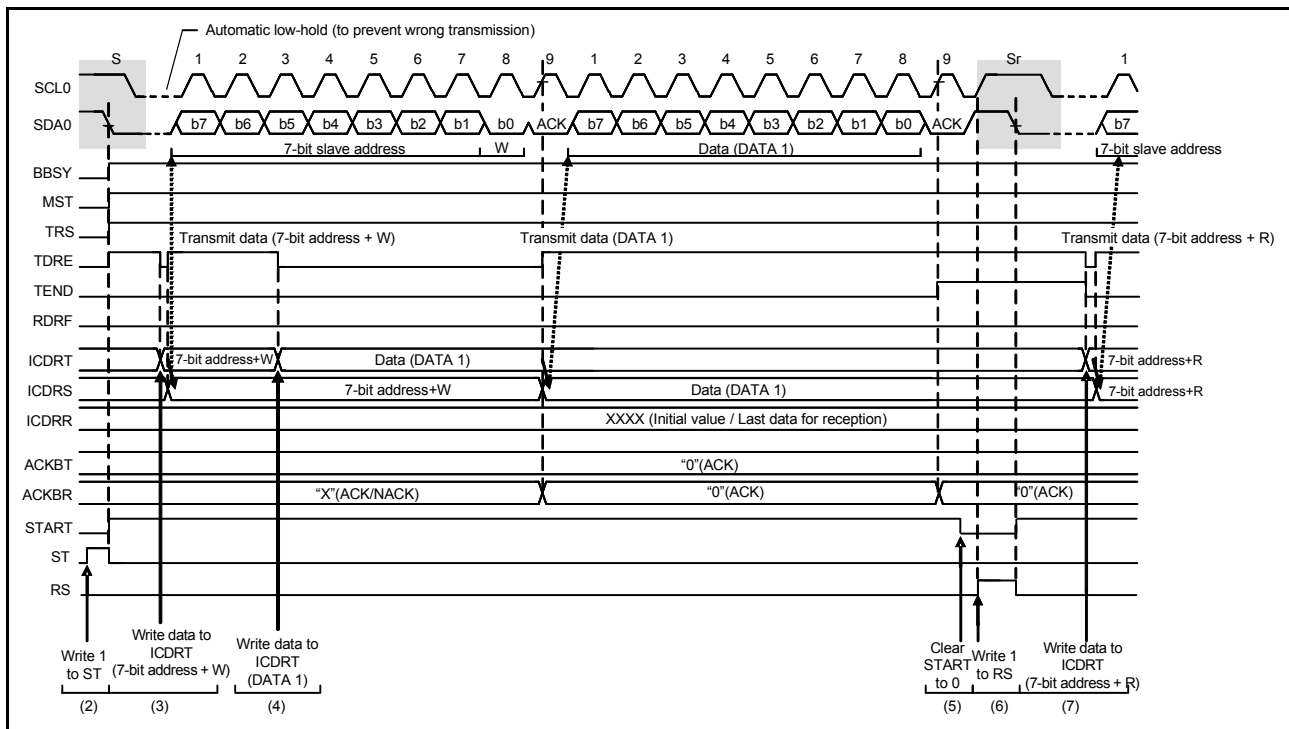 Automatic low-hold (to prevent wrong transmission)
S 1 2 3 4 5 6 7 8 9 1 2 3 4 5 6 7 8 9 Sr 1
SCL0
SDA0 b7 b6 b5 b4 b3 b2 b1 b0 ACK b7 b6 b5 b4 b3 b2 b1 b0 ACK b7
7-bit slave address W Data (DATA 1) 7-bit slave address
BBSY
MST
TRS
Transmit data (7-bit address + W) Transmit data (DATA 1) Transmit data (7-bit address + R)
TDRE
TEND
RDRF
ICDRT 7-bit address+W Data (DATA 1) 7-bit address+R
ICDRS 7-bit address+W Data (DATA 1) 7-bit address+R
ICDRR XXXX (Initial value / Last data for reception)
ACKBT "0"(ACK)
ACKBR "X"(ACK/NACK) "0"(ACK) "0"(ACK)
START
ST
RS
Write 1
to ST
Write data to
ICDRT
(7-bit address + W)
Write data to
ICDRT
(DATA 1)
Clear
START
to 0
Write 1
to RS
Write data to
ICDRT
(7-bit address + R)
(2) (3) (4) (5) (6) (7)